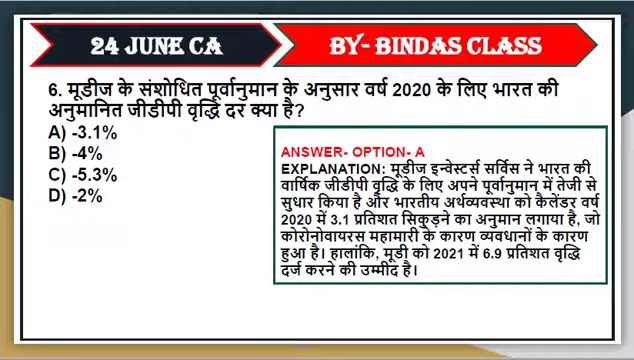 24 JUNE CA
BY- BINDAS CLASS
6. मूडीज के संशोधित पूर्वानुमान के अनुसार वर्ष 2020 के लिए भारत की
अनुमानित जीडीपी वृद्धि दर क्या है?
A) -3.1%
B) -4%
C) -5.3%
D) -2%
ANSWER- OPTION- A
EXPLANATION: मूडीज इन्वेस्टर्स सर्विस ने भारत की
वार्षिक जीडीपी वृद्धि के लिए अपने पूर्वानुमान में तेजी से
सुधार किया है और भारतीय अर्थव्यवस्था को कैलेंडर वर्ष
2020 में 3.1 प्रतिशत सिकुड़ने का अनुमान लगाया है, जो
कोरोनोवायरस महामारी के कारण व्यवधानों के कारण
हुआ है। हालांकि, मूडी को 2021 में 6.9 प्रतिशत वृद्धि
दर्ज करने की उम्मीद है।